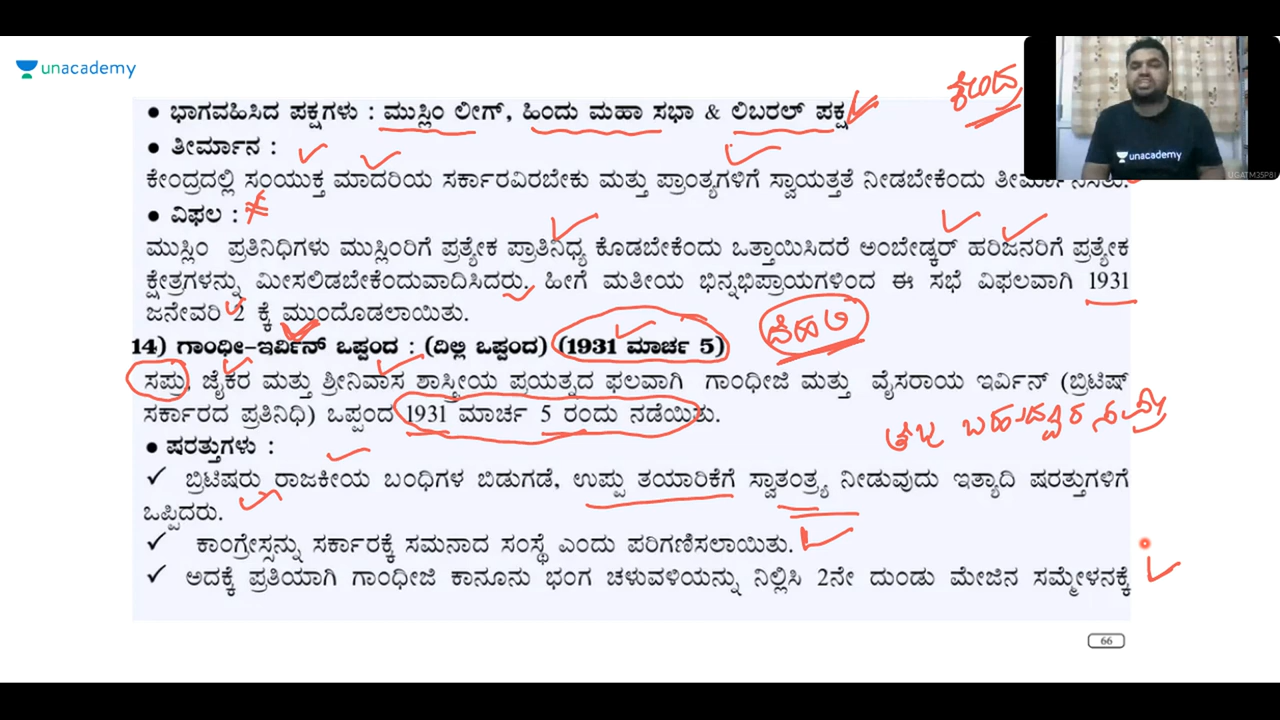 unacademy
ಕೇಂದ್ರ
• ಭಾಗವಹಿಸಿದ ಪಕ್ಷಗಳು : ಮುಸ್ಲಿಂ ಲೀಗ್, ಹಿಂದು ಮಹಾ ಸಭಾ & ಲಿಬರಲ್ ಪಕ್ಷ
unacademy
• ತೀರ್ಮಾನ :
UGATM35P8I
ಕೇಂದ್ರದಲ್ಲಿ ಸಂಯುಕ್ತ ಮಾದರಿಯ ಸರ್ಕಾರವಿರಬೇಕು ಮತ್ತು ಪ್ರಾಂತ್ಯಗಳಿಗೆ ಸ್ವಾಯತ್ತತೆ ನೀಡಬೇಕೆಂದು ತೀರ್ಮಾನಿಸಿತು.
• ವಿಫಲ :
ಮುಸ್ಲಿಂ ಪ್ರತಿನಿಧಿಗಳು ಮುಸ್ಲಿಂರಿಗೆ ಪ್ರತ್ಯೇಕ ಪ್ರಾತಿನಿಧ್ಯ ಕೊಡಬೇಕೆಂದು ಒತ್ತಾಯಿಸಿದರೆ ಅಂಬೇಡ್ಕರ್ ಹರಿಜನರಿಗೆ ಪ್ರತ್ಯೇಕ
ಕ್ಷೇತ್ರಗಳನ್ನು ಮೀಸಲಿಡಬೇಕೆಂದುವಾದಿಸಿದರು. ಹೀಗೆ ಮತೀಯ ಭಿನ್ನಭಿಪ್ರಾಯಗಳಿಂದ ಈ ಸಭೆ ವಿಫಲವಾಗಿ 1931
ಜನೇವರಿ 2 ಕ್ಕೆ ಮುಂದೊಡಲಾಯಿತು.
14) ಗಾಂಧೀ-ಇರ್ವಿನ್ ಒಪ್ಪಂದ : (ದಿಲ್ಲಿ ಒಪ್ಪಂದ) (1931 ಮಾರ್ಚ 5)
ಸಪ್ರು, ಜೈಕರ ಮತ್ತು ಶ್ರೀನಿವಾಸ ಶಾಸ್ತ್ರೀಯ ಪ್ರಯತ್ನದ ಫಲವಾಗಿ ಗಾಂಧೀಜಿ ಮತ್ತು ವೈಸರಾಯ ಇರ್ವಿನ್ (ಬ್ರಿಟಿಷ್
ಸರ್ಕಾರದ ಪ್ರತಿನಿಧಿ) ಒಪ್ಪಂದ 1931 ಮಾರ್ಚ 5 ರಂದು ನಡೆಯಿತು.
ತೇಜ ಬಹದ್ದೂರ
• ಷರತ್ತುಗಳು :
✓ ಬ್ರಿಟಿಷರು ರಾಜಕೀಯ ಬಂಧಿಗಳ ಬಿಡುಗಡೆ, ಉಪ್ಪು ತಯಾರಿಕೆಗೆ ಸ್ವಾತಂತ್ರ್ಯ ನೀಡುವುದು ಇತ್ಯಾದಿ ಷರತ್ತುಗಳಿಗೆ
ಒಪ್ಪಿದರು.
✓ ಕಾಂಗ್ರೇಸ್ಸನ್ನು ಸರ್ಕಾರಕ್ಕೆ ಸಮನಾದ ಸಂಸ್ಥೆ ಎಂದು ಪರಿಗಣಿಸಲಾಯಿತು.
✓ ಅದಕ್ಕೆ ಪ್ರತಿಯಾಗಿ ಗಾಂಧೀಜಿ ಕಾನೂನು ಭಂಗ ಚಳುವಳಿಯನ್ನು ನಿಲ್ಲಿಸಿ 2ನೇ ದುಂಡು ಮೇಜಿನ ಸಮ್ಮೇಳನಕ್ಕೆ
66